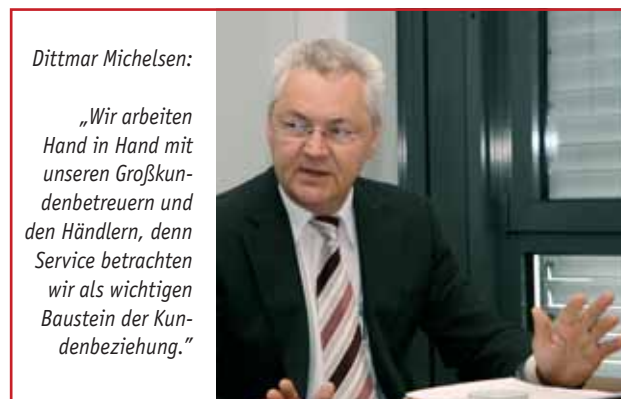 Dittmar Michelsen:
„Wir arbeiten
Hand in Hand mit
unseren Großkun-
denbetreuern und
den Händlern, denn
Service betrachten
wir als wichtigen
Baustein der Kun-
denbeziehung.”